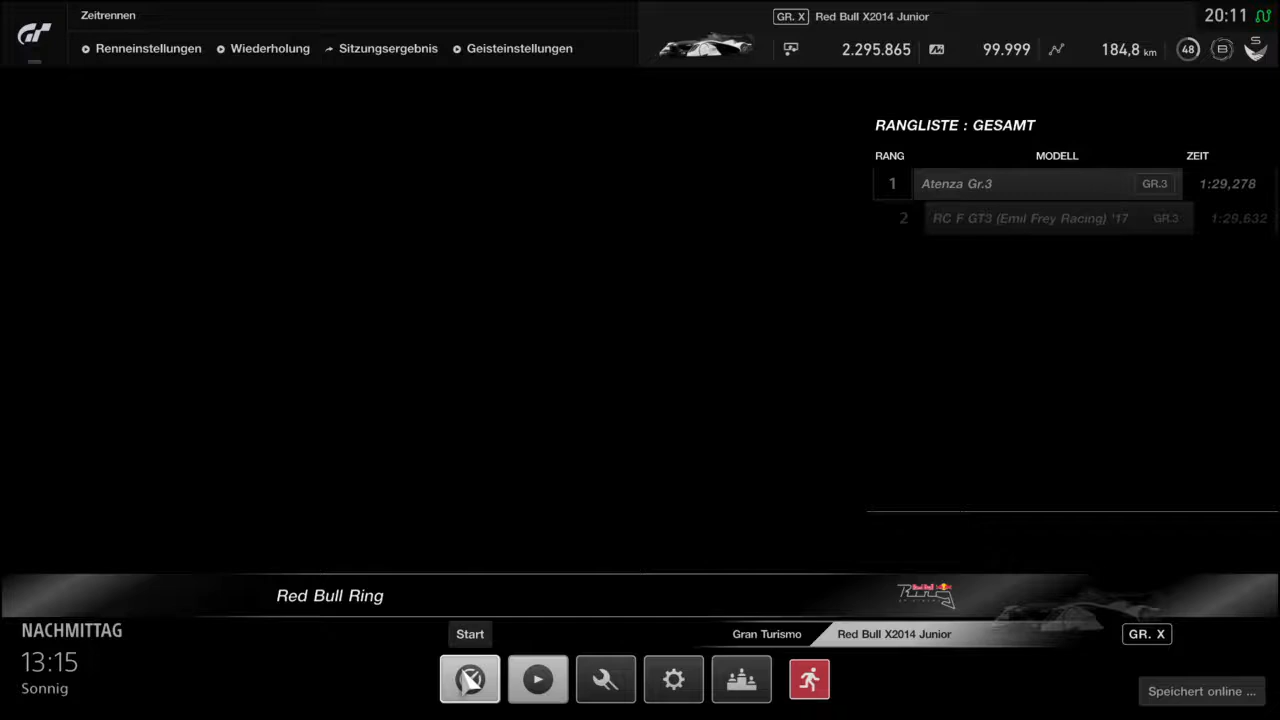 Zeitrennen
GR. X Red Bull X2014 Junior
20:11
Renneinstellungen Wiederholung Sitzungsergebnis Geisteinstellungen
2.295.865 99.999 184,8 km 48 B S
RANGLISTE : GESAMT
RANG MODELL ZEIT
1 Atenza Gr.3 GR.3 1:29,278
2 RC F GT3 (Emil Frey Racing) '17 GR.3 1:29,632
Red Bull Ring
NACHMITTAG
Start
Gran Turismo Red Bull X2014 Junior GR. X
13:15
Sonnig
Speichert online ...